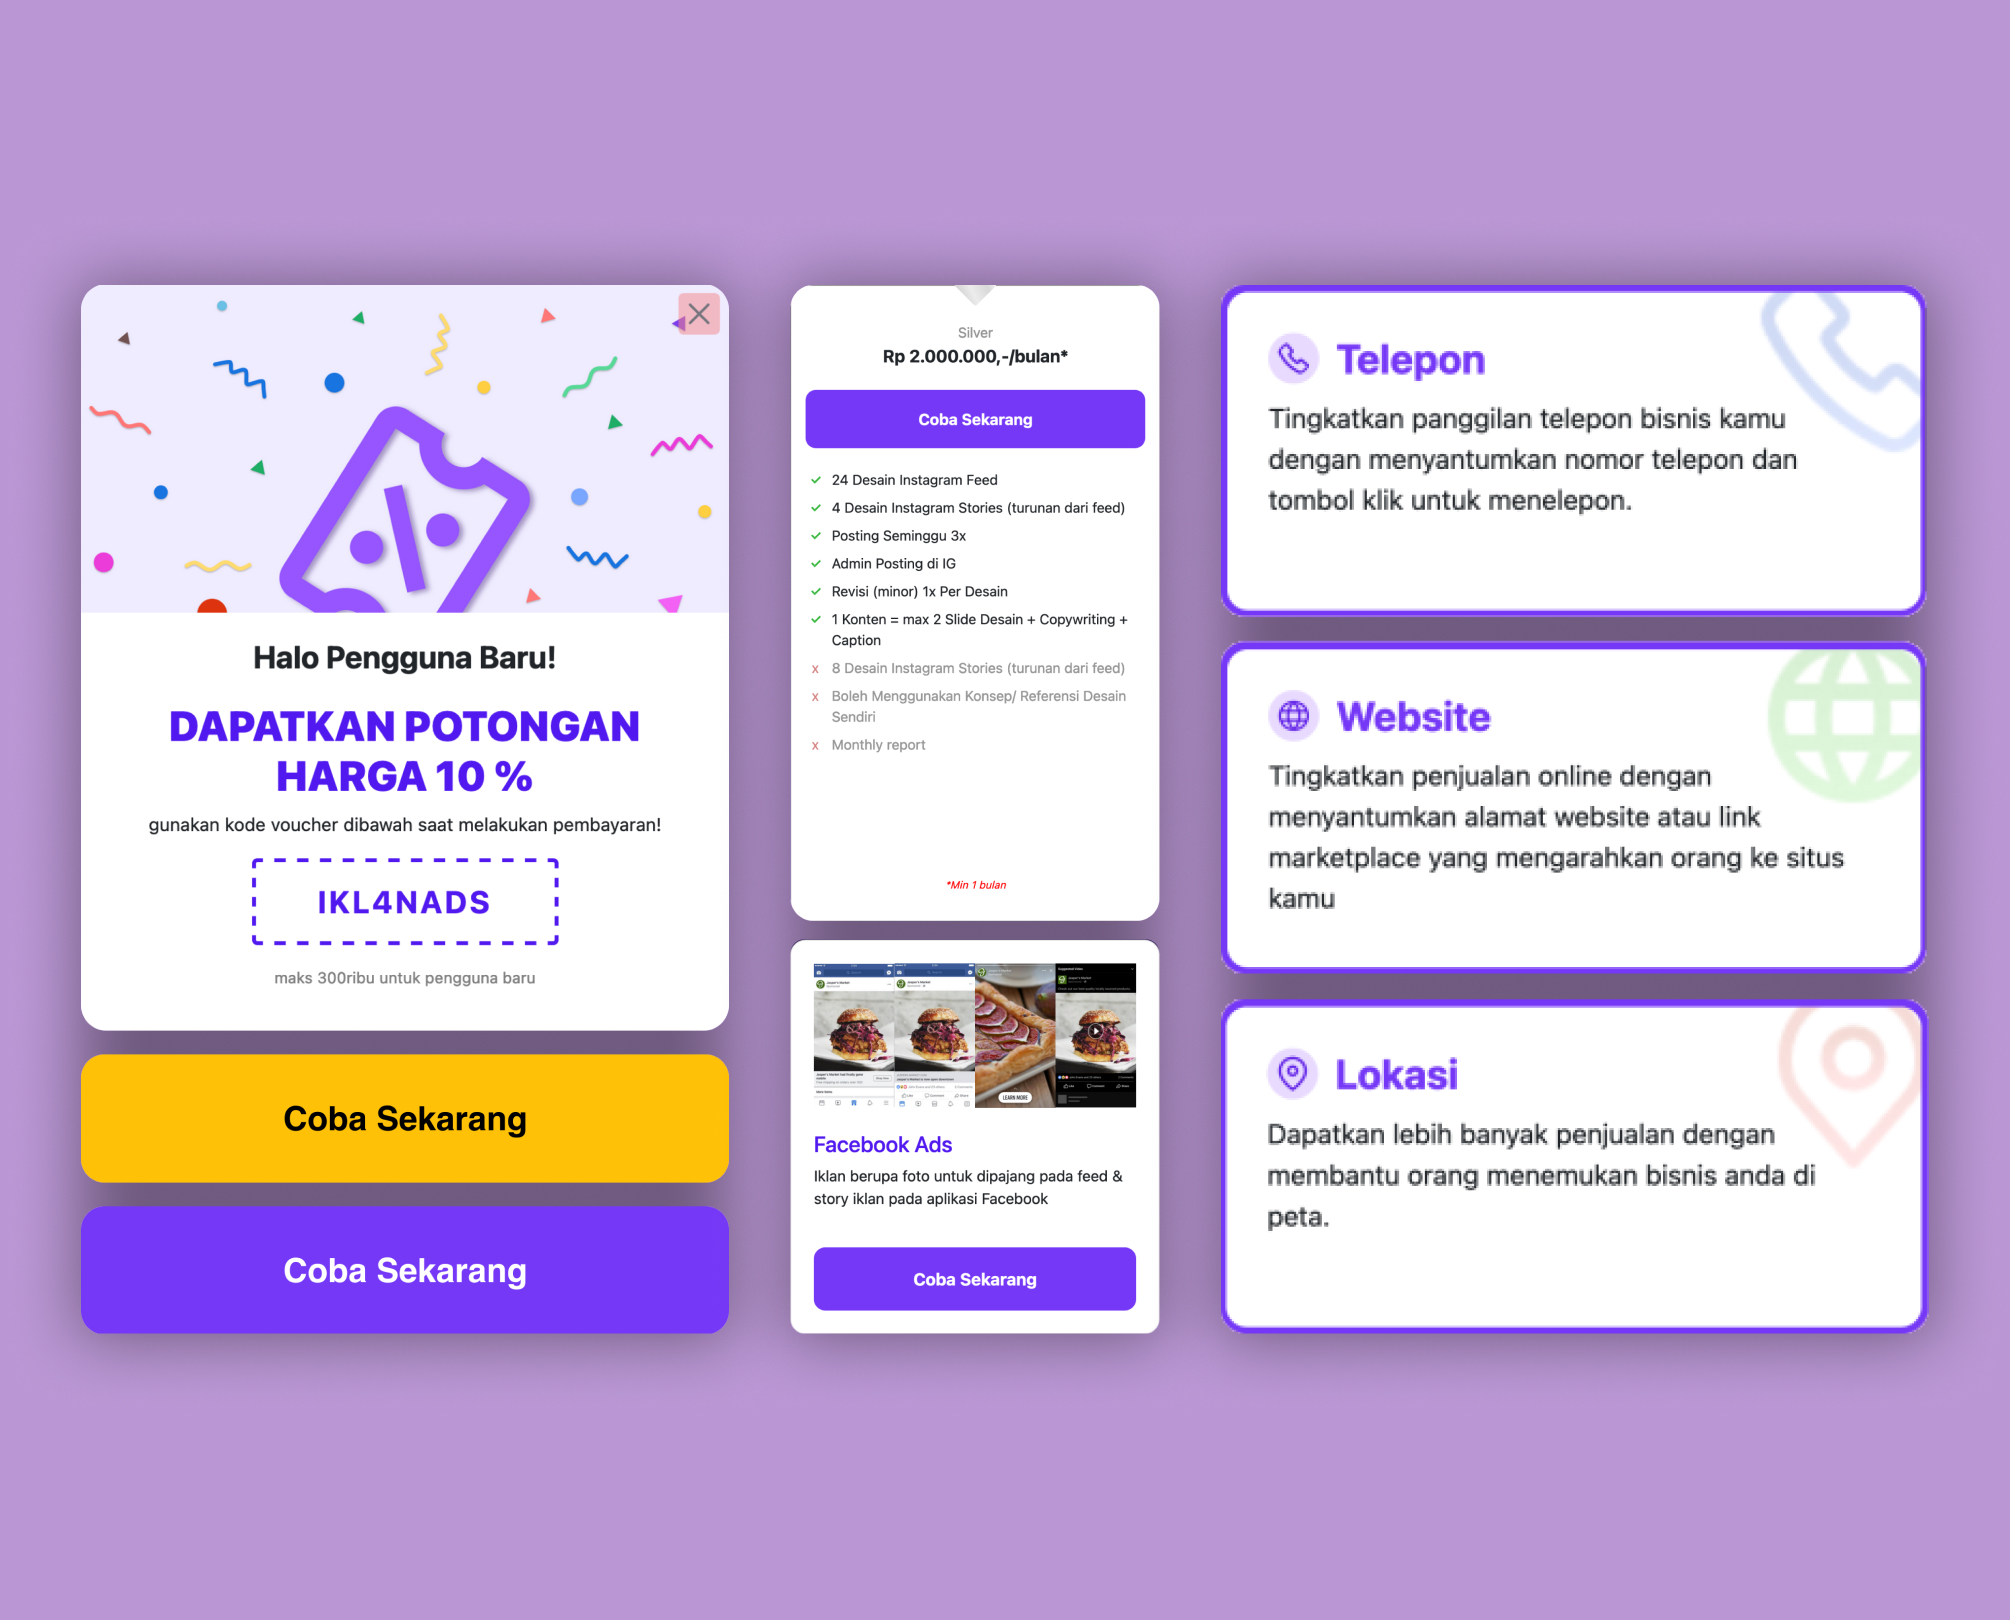 Halo Pengguna Baru!
DAPATKAN POTONGAN
HARGA 10 %
gunakan kode voucher dibawah saat melakukan pembayaran!
IKL4NADS
maks 300ribu untuk pengguna baru
Coba Sekarang
Coba Sekarang
Silver
Rp 2.000.000,-/bulan*
Coba Sekarang
24 Desain Instagram Feed
4 Desain Instagram Stories (turunan dari feed)
Posting Seminggu 3x
Admin Posting di IG
Revisi (minor) 1x Per Desain
1 Konten = max 2 Slide Desain + Copywriting +
Caption
x 8 Desain Instagram Stories (turunan dari feed)
x Boleh Menggunakan Konsep/ Referensi Desain
Sendiri
x Monthly report
*Min 1 bulan
LEARN MORE
Facebook Ads
Iklan berupa foto untuk dipajang pada feed &
story iklan pada aplikasi Facebook
Coba Sekarang
Telepon
Tingkatkan panggilan telepon bisnis kamu
dengan menyantumkan nomor telepon dan
tombol klik untuk menelepon.
Website
Tingkatkan penjualan online dengan
menyantumkan alamat website atau link
marketplace yang mengarahkan orang ke situs
kamu
Lokasi
Dapatkan lebih banyak penjualan dengan
membantu orang menemukan bisnis anda di
peta.